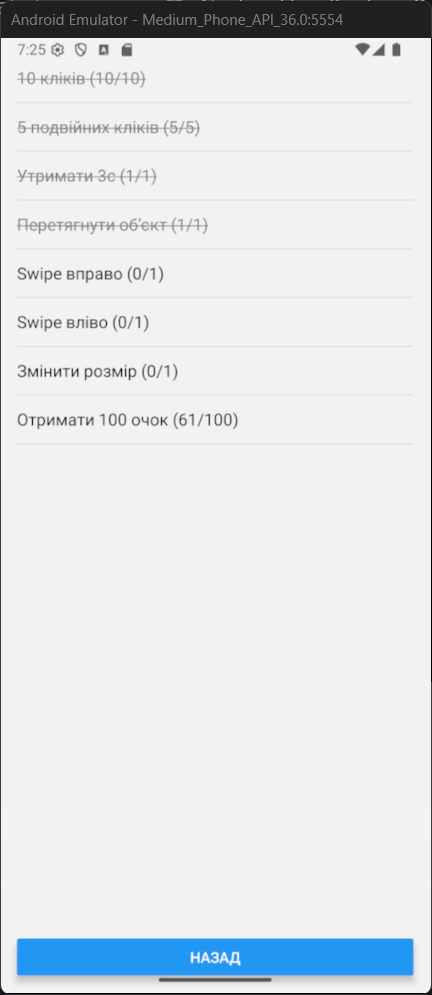 Android Emulator - Medium_Phone_API_36.0:5554
7:25
10 кліків (10/10)
5 подвійних кліків (5/5)
Утримати 3с (1/1)
Перетягнути об'єкт (1/1)
Swipe вправо (0/1)
Swipe вліво (0/1)
Змінити розмір (0/1)
Отримати 100 очок (61/100)
НАЗАД